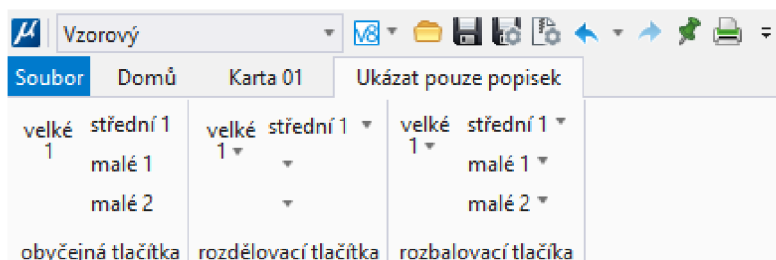 µ Vzorový V8
Soubor Domů Karta 01 Ukázat pouze popisek
velké 1 střední 1 velké 1 střední 1 velké 1 střední 1
malé 1 malé 1
malé 2 malé 2
obyčejná tlačítka rozdělovací tlačítka rozbalovací tlačíka